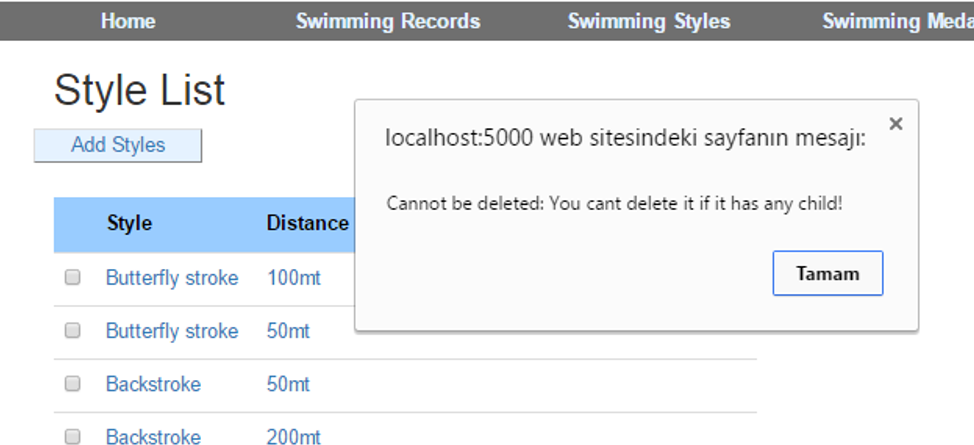 Home Swimming Records Swimming Styles Swimming Meda
Style List
Add Styles
localhost:5000 web sitesindeki sayfanın mesajı:
Cannot be deleted: You cant delete it if it has any child!
Tamam
Style Distance
Butterfly stroke 100mt
Butterfly stroke 50mt
Backstroke 50mt
Backstroke 200mt